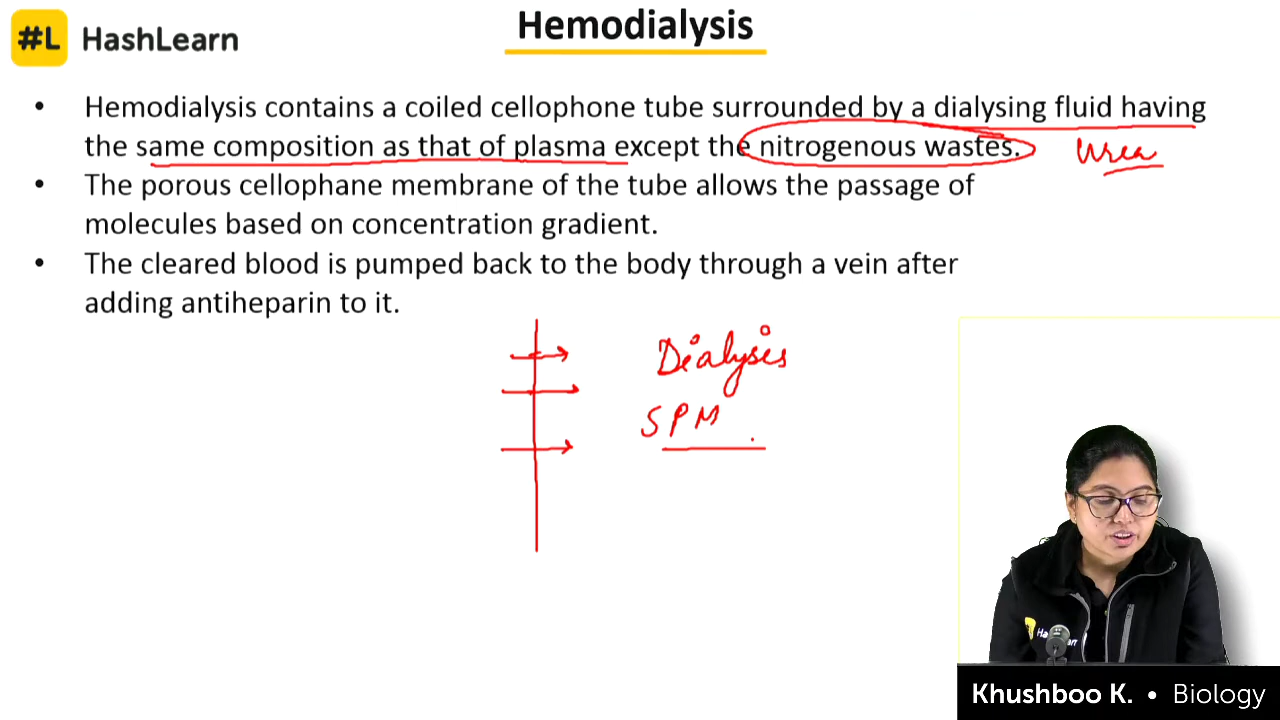 #L HashLearn
Hemodialysis
• Hemodialysis contains a coiled cellophone tube surrounded by a dialysing fluid having
the same composition as that of plasma except the nitrogenous wastes. Urea
• The porous cellophane membrane of the tube allows the passage of
molecules based on concentration gradient.
• The cleared blood is pumped back to the body through a vein after
adding antiheparin to it.
Dialysis
SPM
Khushboo K. • Biology